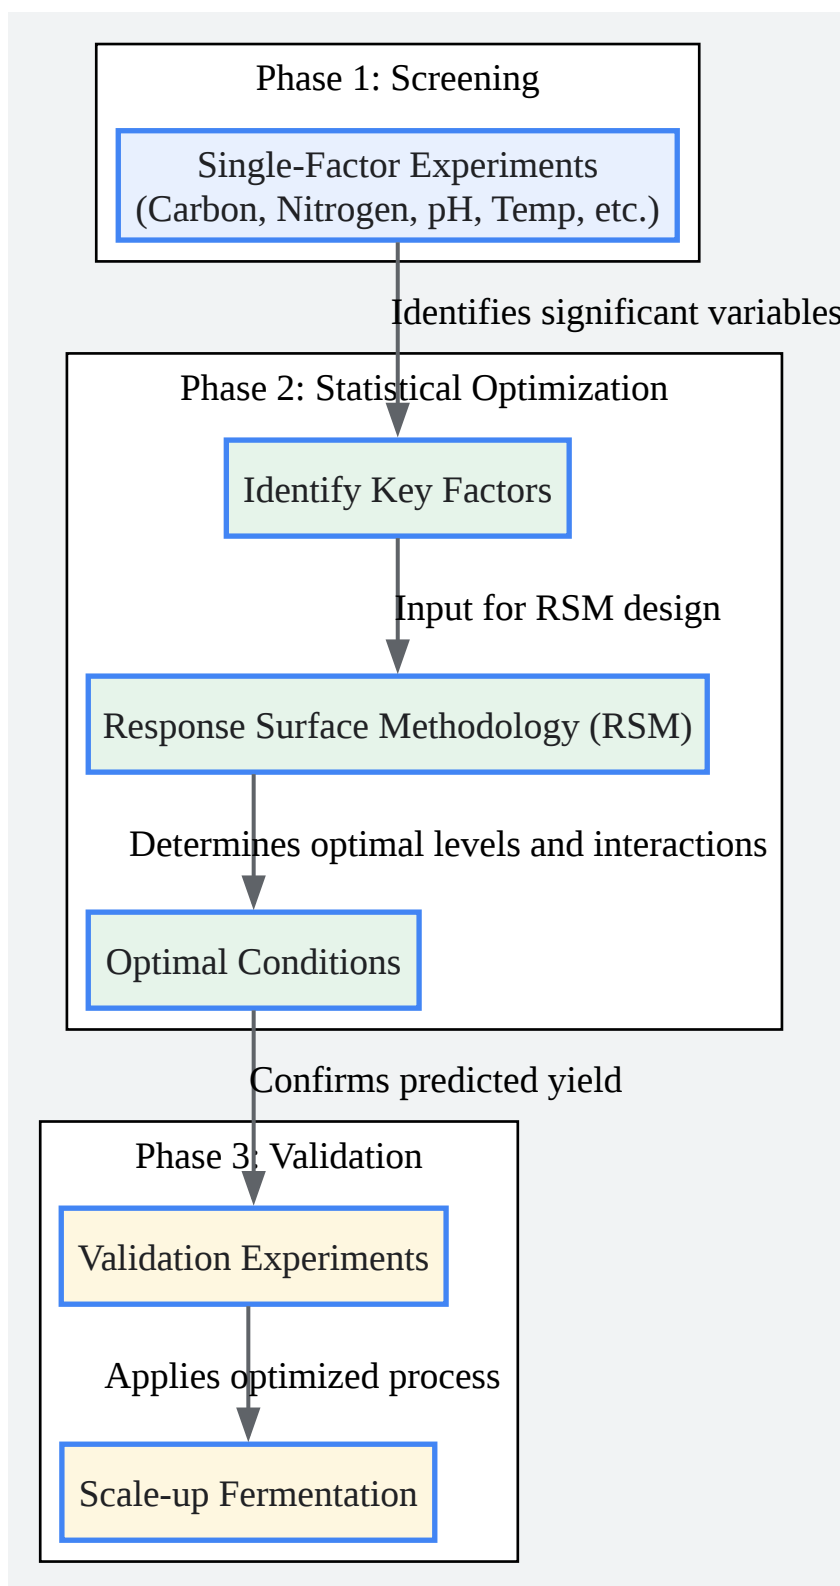 Phase 1: Screening
Single-Factor Experiments
(Carbon, Nitrogen, pH, Temp, etc.)
Identifies significant variables
Phase 2: Statistical Optimization
Identify Key Factors
Input for RSM design
Response Surface Methodology (RSM)
Determines optimal levels and interactions
Optimal Conditions
Confirms predicted yield
Phase 3: Validation
Validation Experiments
Applies optimized process
Scale-up Fermentation